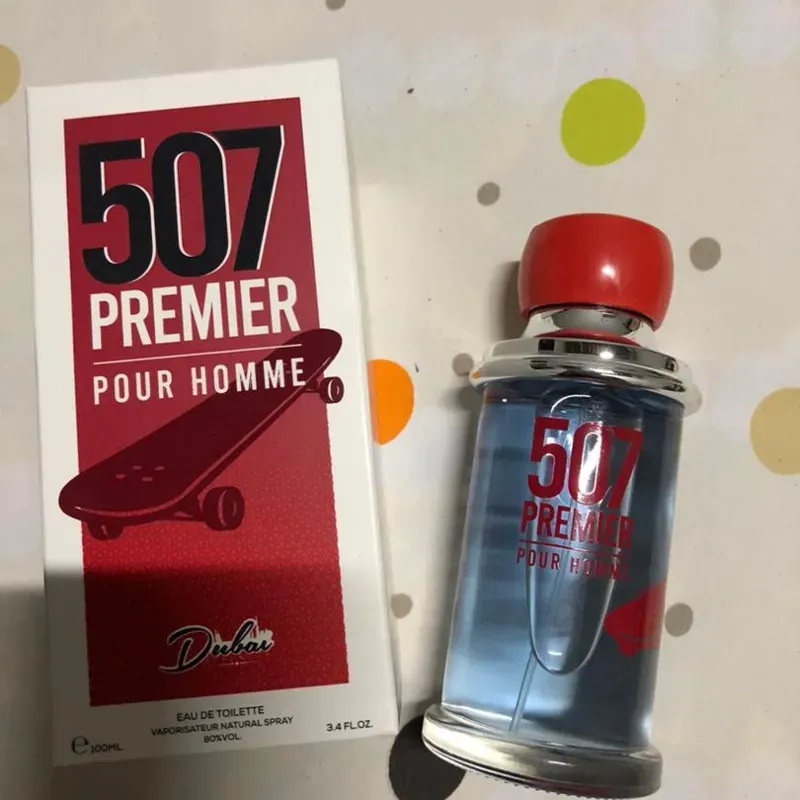 507
PREMIER
POUR HOMME
Dubai
EAU DE TOILETTE
VAPORISATEUR NATURAL SPRAY
80%VOL.
℮ 100ML
3.4 FL.OZ.
507
PREMIER
POUR HOMME